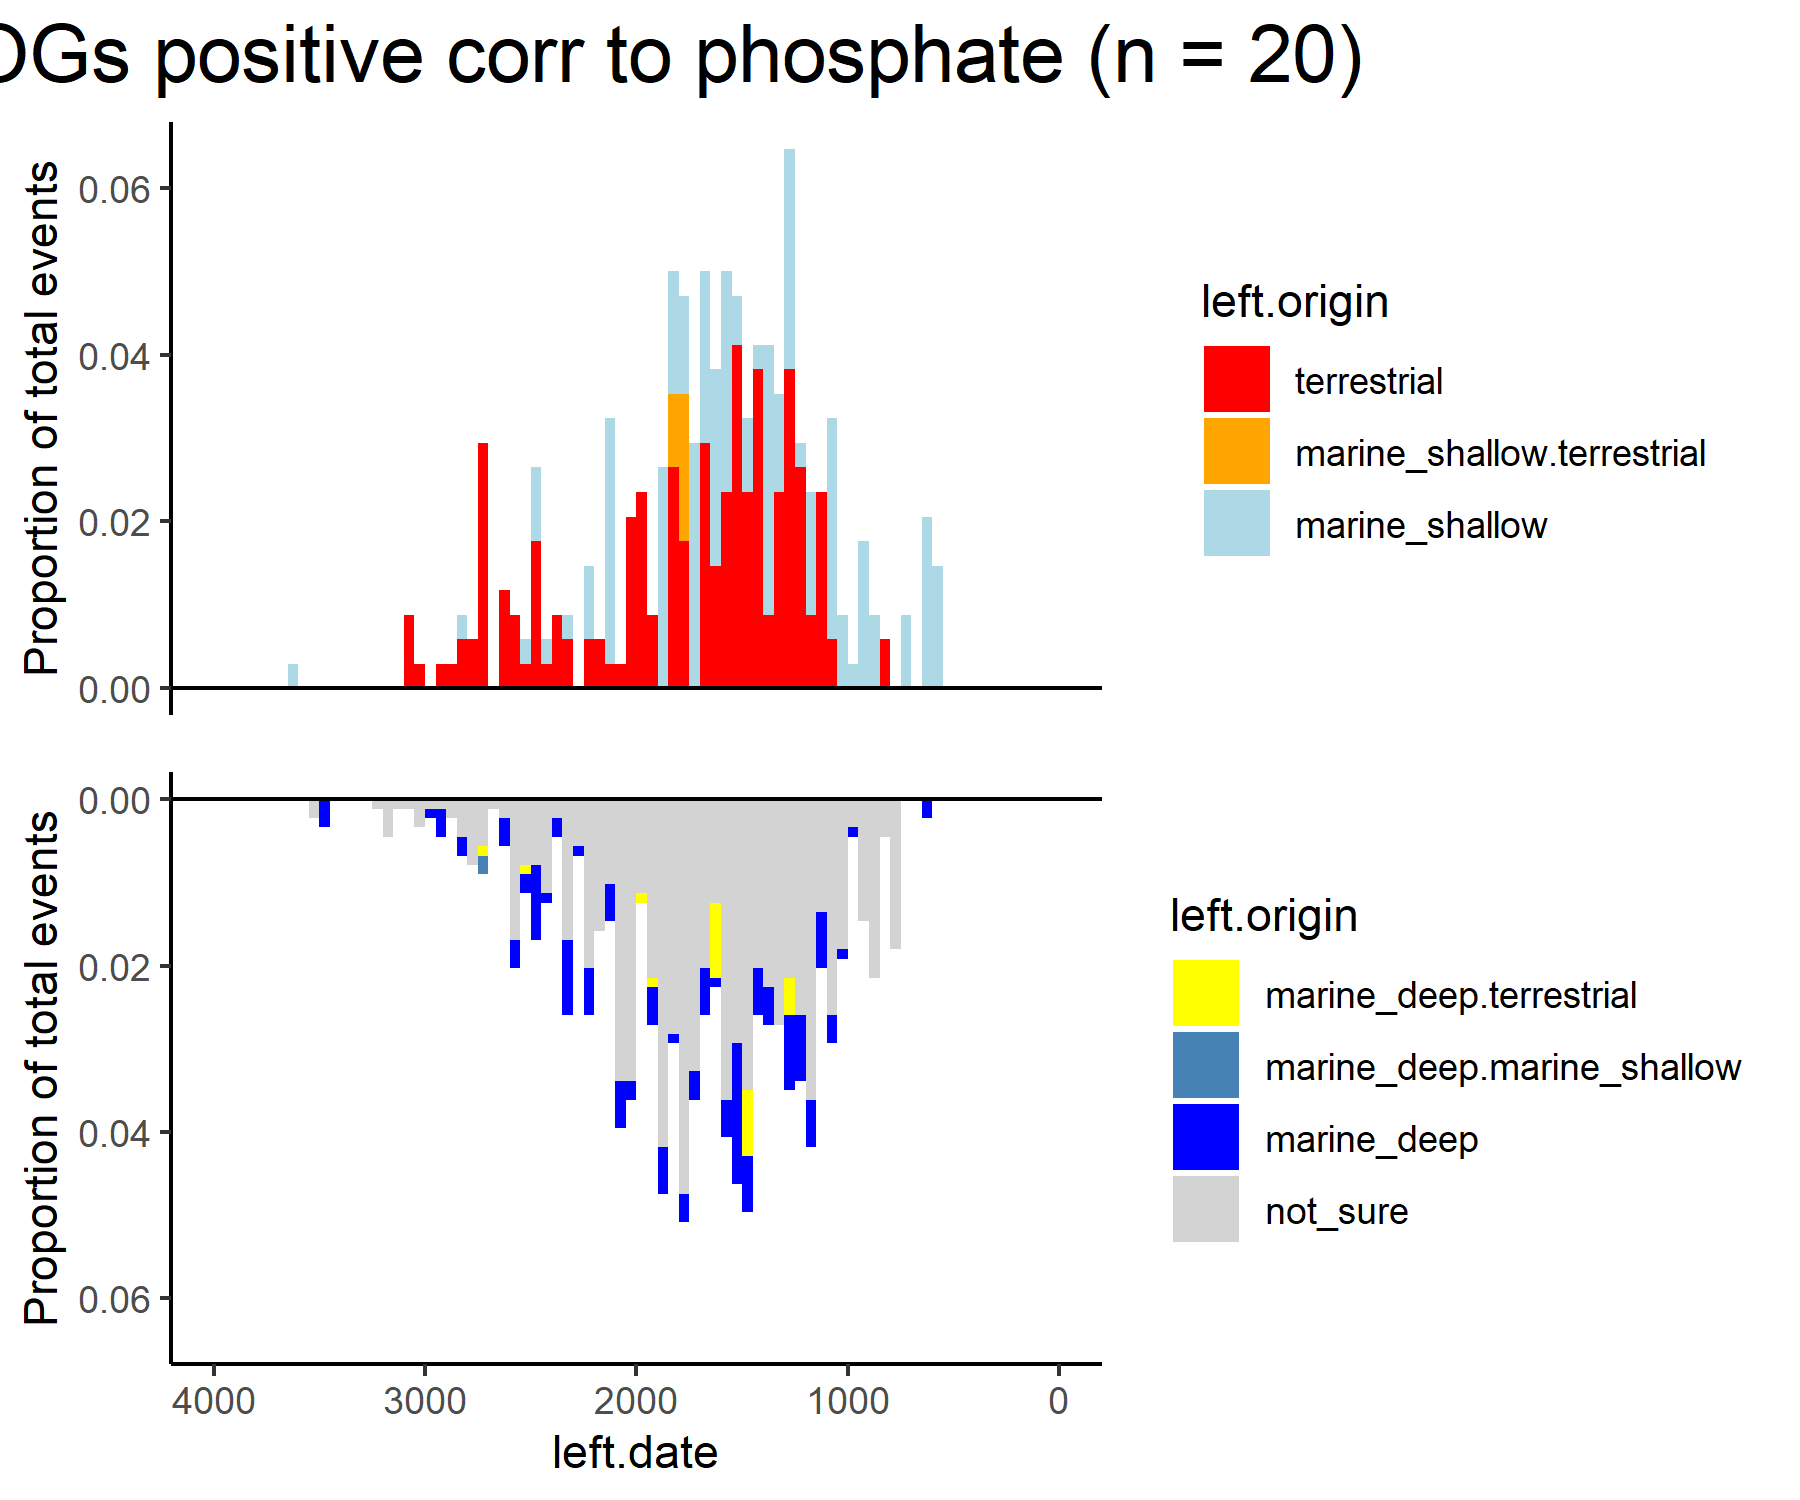 OGs positive corr to phosphate (n = 20)
Proportion of total events
0.06
0.04
0.02
0.00
left.origin
terrestrial
marine_shallow.terrestrial
marine_shallow
Proportion of total events
0.00
0.02
0.04
0.06
4000 3000 2000 1000 0
left.date
left.origin
marine_deep.terrestrial
marine_deep.marine_shallow
marine_deep
not_sure